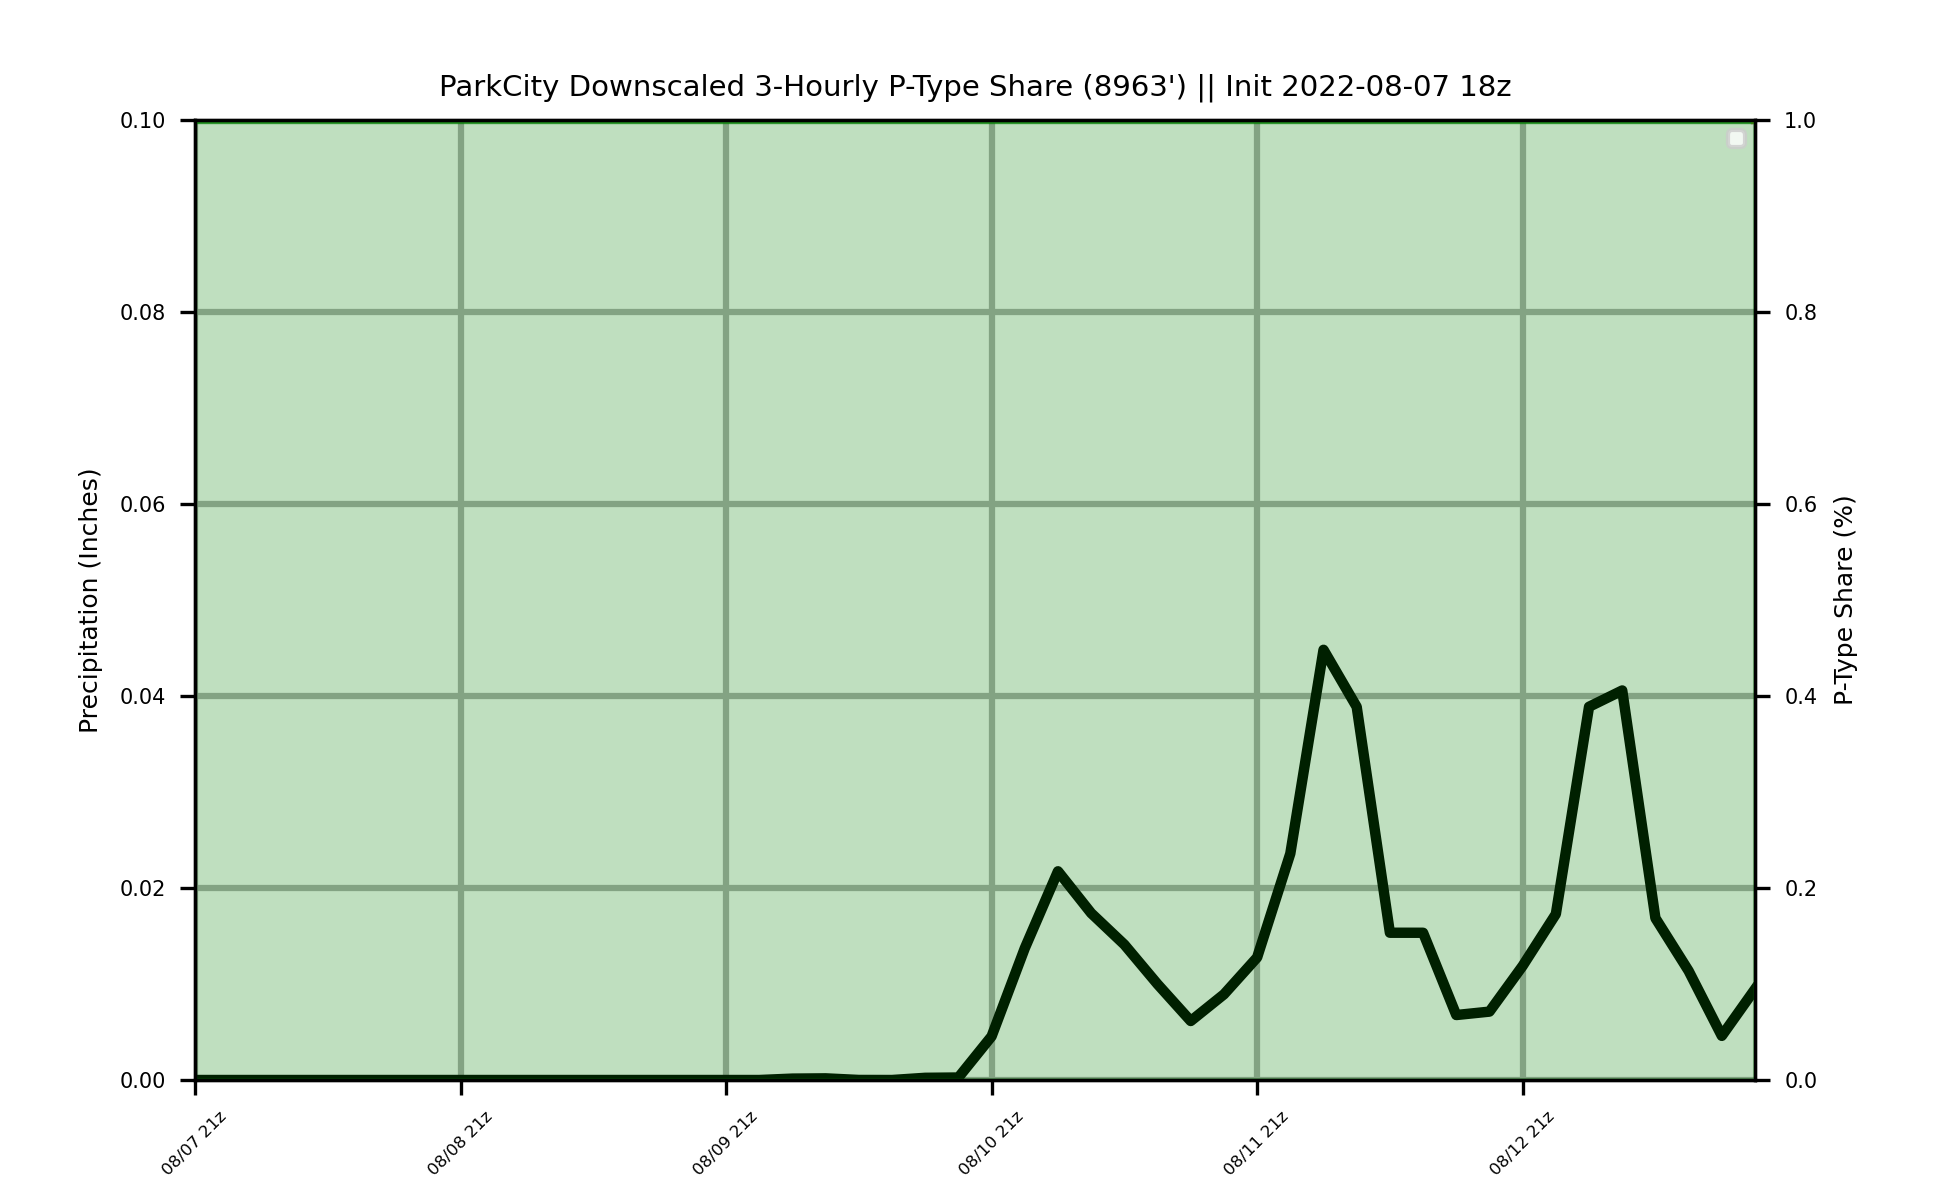 ParkCity Downscaled 3-Hourly P-Type Share (8963') || Init 2022-08-07 18z
Precipitation (Inches)
0.10
0.08
0.06
0.04
0.02
0.00
1.0
0.8
0.6
0.4
0.2
0.0
P-Type Share (%)
08/07 21z
08/08 21z
08/09 21z
08/10 21z
08/11 21z
08/12 21z